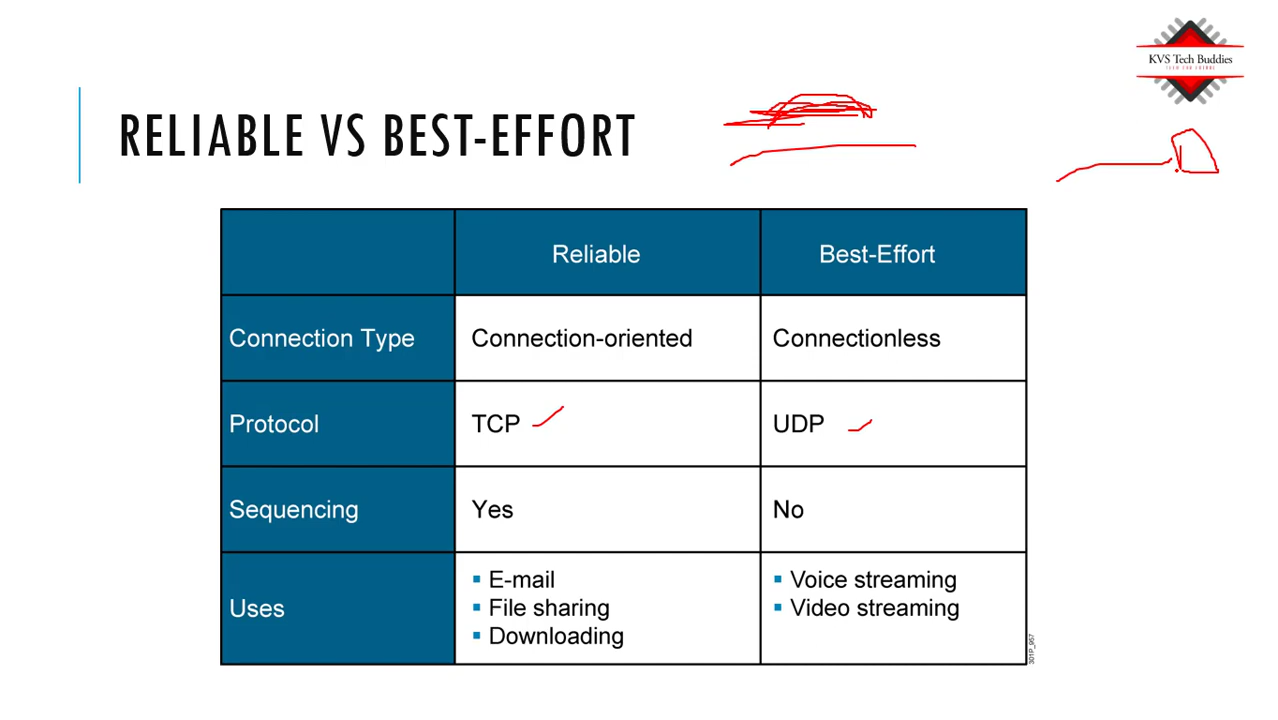 KVS Tech Buddies
RELIABLE VS BEST-EFFORT
Reliable Best-Effort
Connection Type Connection-oriented Connectionless
Protocol TCP UDP
Sequencing Yes No
Uses
E-mail
File sharing
Downloading
Voice streaming
Video streaming
301P_957